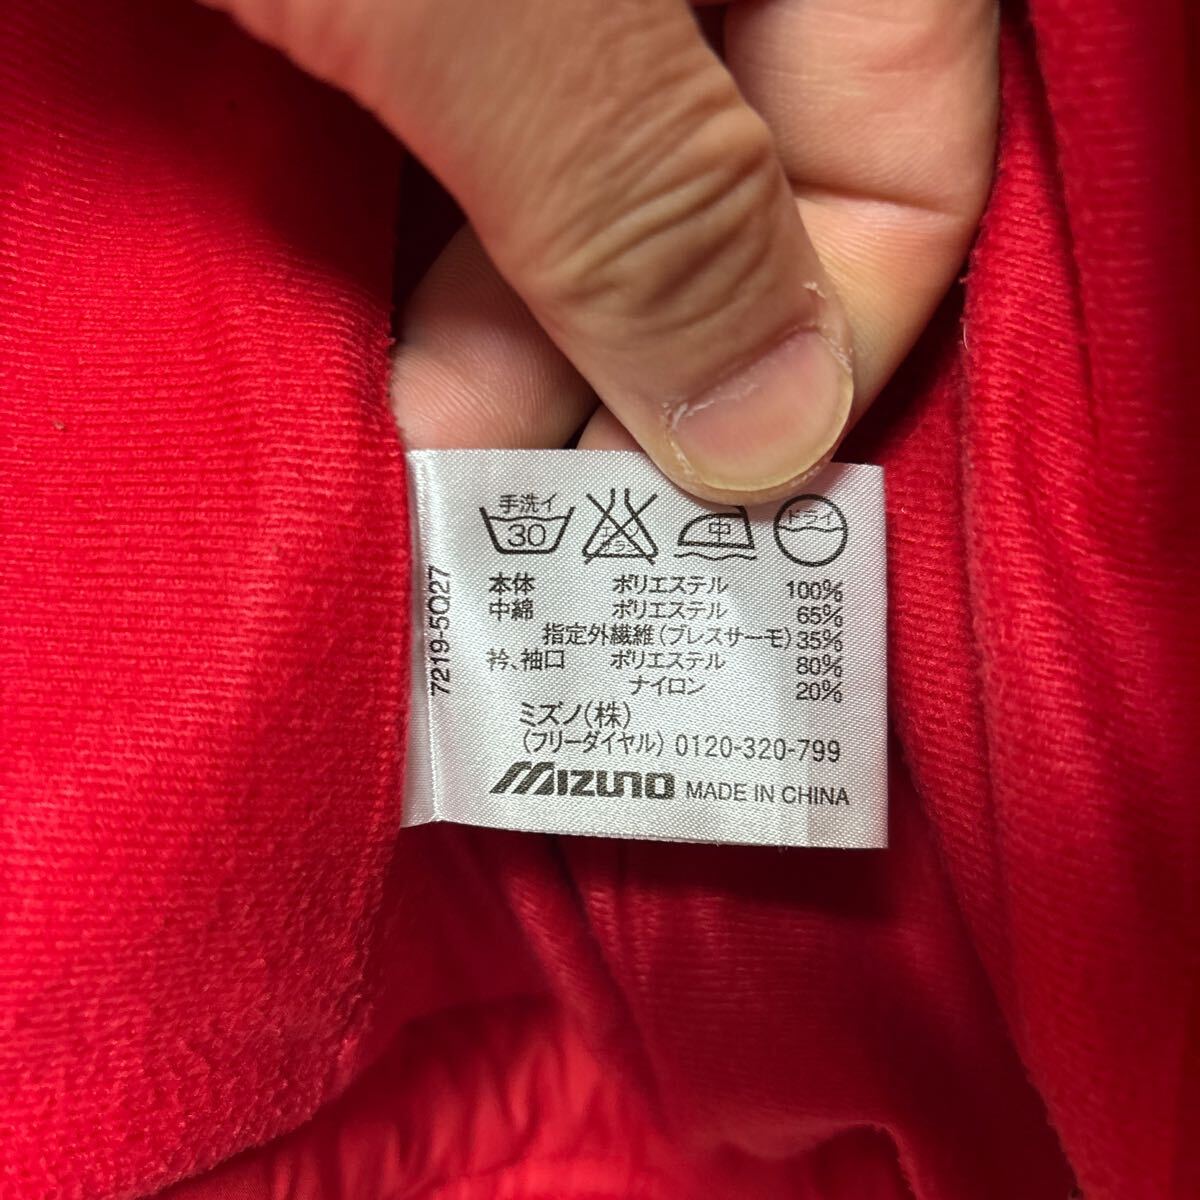 手洗イ
30
中
ドライ
本体 ポリエステル 100%
中綿 ポリエステル 65%
指定外繊維(ブレスサーモ) 35%
衿、袖口 ポリエステル 80%
ナイロン 20%
ミズノ(株)
(フリーダイヤル) 0120-320-799
MIZUNO MADE IN CHINA
7219-5Q27